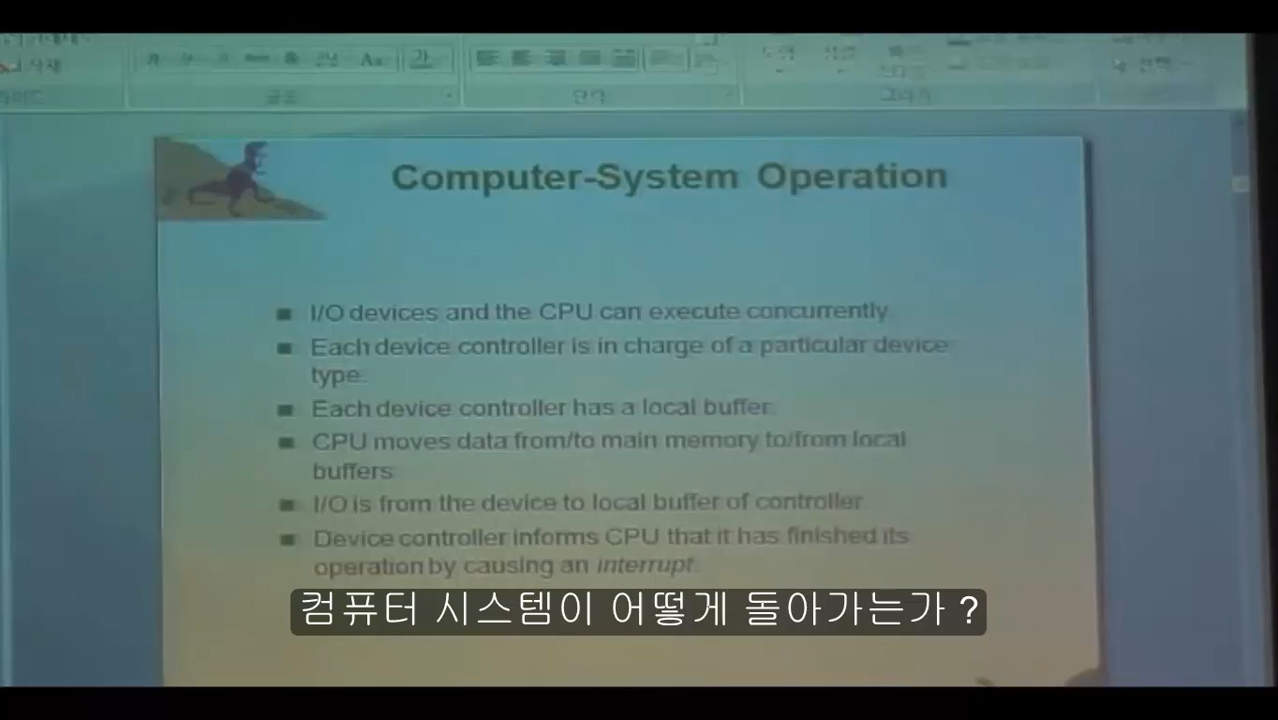 삭제
가
Computer-System Operation
I/O devices and the CPU can execute concurrently
Each device controller is in charge of a particular device
type.
Each device controller has a local buffer.
CPU moves data from/to main memory to/from local
buffers
I/O is from the device to local buffer of controller.
Device controller informs CPU that it has finished its
operation by causing an interrupt.
컴퓨터 시스템이 어떻게 돌아가는가 ?